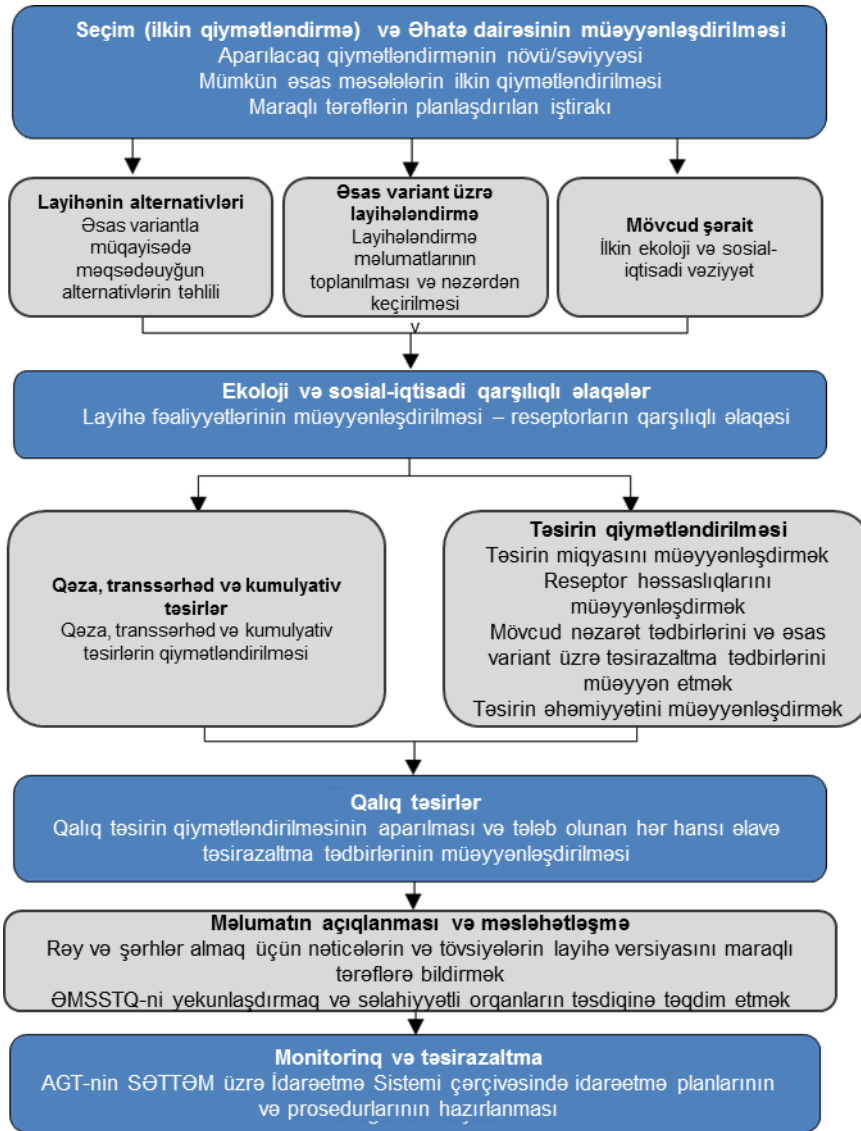 Seçim (ilkin qiymətləndirmə) və Əhatə dairəsinin müəyyənləşdirilməsi
Aparılacaq qiymətləndirmənin növü/səviyyəsi
Mümkün əsas məsələlərin ilkin qiymətləndirilməsi
Maraqlı tərəflərin planlaşdırılan iştirakı
Layihənin alternativləri
Əsas variantla
müqayisədə
məqsədəuyğun
alternativlərin təhlili
Əsas variant üzrə
layihələndirmə
Layihələndirmə
məlumatlarının
toplanılması və nəzərdən
keçirilməsi
v
Mövcud şərait
İlkin ekoloji və sosial-
iqtisadi vəziyyət
Ekoloji və sosial-iqtisadi qarşılıqlı əlaqələr
Layihə fəaliyyətlərinin müəyyənləşdirilməsi – reseptorların qarşılıqlı əlaqəsi
Qəza, transsərhəd və kumulyativ
təsirlər
Qəza, transsərhəd və kumulyativ
təsirlərin qiymətləndirilməsi
Təsirin qiymətləndirilməsi
Təsirin miqyasını müəyyənləşdirmək
Reseptor həssaslıqlarını
müəyyənləşdirmək
Mövcud nəzarət tədbirlərini və əsas
variant üzrə təsirazaltma tədbirlərini
müəyyən etmək
Təsirin əhəmiyyətini müəyyənləşdirmək
Qalıq təsirlər
Qalıq təsirin qiymətləndirilməsinin aparılması və tələb olunan hər hansı əlavə
təsirazaltma tədbirlərinin müəyyənləşdirilməsi
Məlumatın açıqlanması və məsləhətləşmə
Rəy və şərhlər almaq üçün nəticələrin və tövsiyələrin layihə versiyasını maraqlı
tərəflərə bildirmək
ƏMSSTQ-ni yekunlaşdırmaq və səlahiyyətli orqanların təsdiqinə təqdim etmək
Monitorinq və təsirazaltma
AGT-nin SƏTTƏM üzrə İdarəetmə Sistemi çərçivəsində idarəetmə planlarının
və prosedurlarının hazırlanması